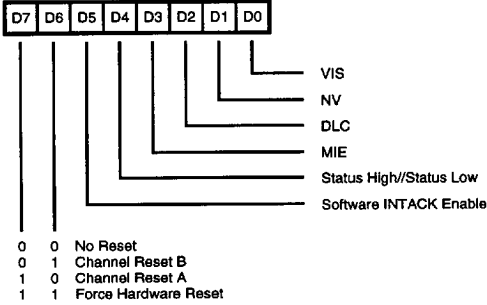 D7 D6 D5 D4 D3 D2 D1 D0
VIS
NV
DLC
MIE
Status High//Status Low
Software INTACK Enable
0 0 No Reset
0 1 Channel Reset B
1 0 Channel Reset A
1 1 Force Hardware Reset